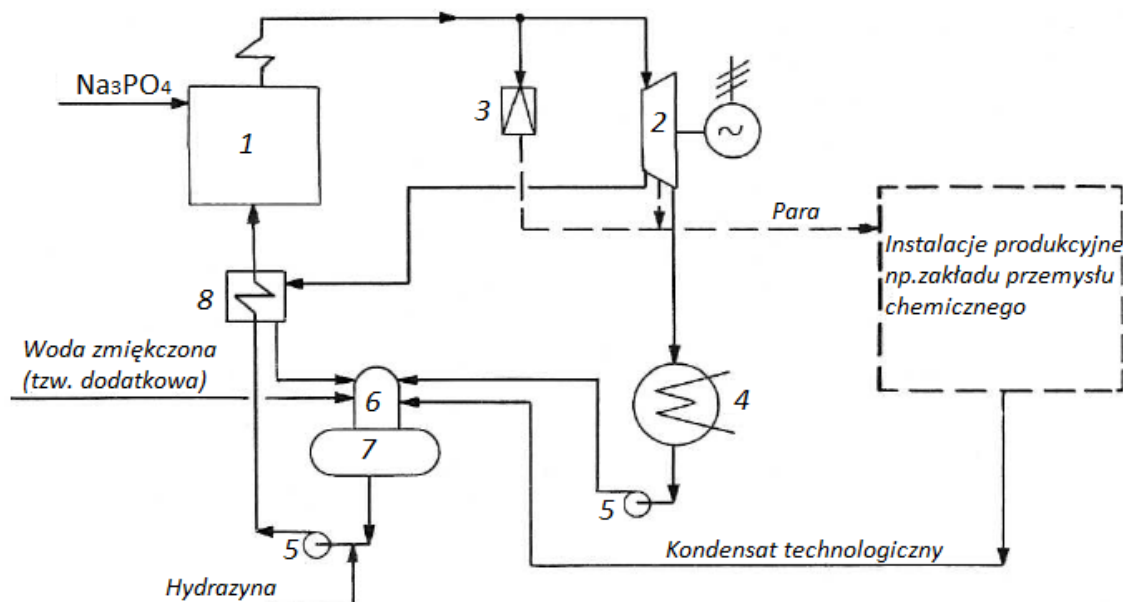 Na₃PO₄
1
3
2
~
Para
Instalacje produkcyjne
np.zakładu przemysłu
chemicznego
8
Woda zmiękczona
(tzw. dodatkowa)
6
4
7
5
5
Kondensat technologiczny
Hydrazyna